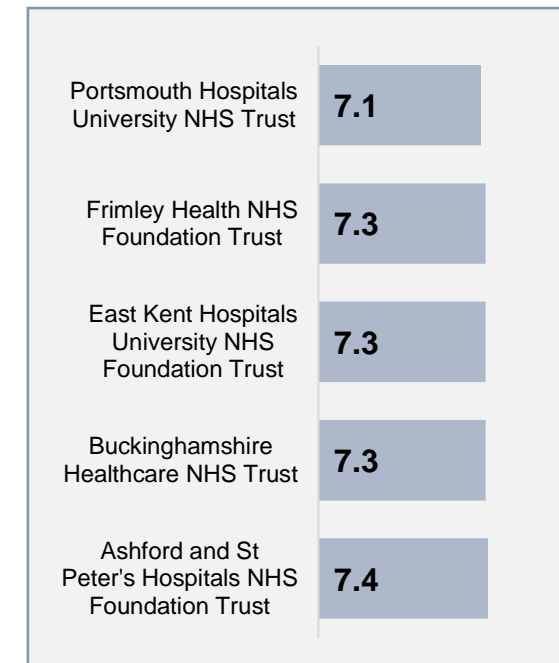 Portsmouth Hospitals
University NHS Trust
7.1
Frimley Health NHS
Foundation Trust
7.3
East Kent Hospitals
University NHS
Foundation Trust
7.3
Buckinghamshire
Healthcare NHS Trust
7.3
Ashford and St
Peter's Hospitals NHS
Foundation Trust
7.4